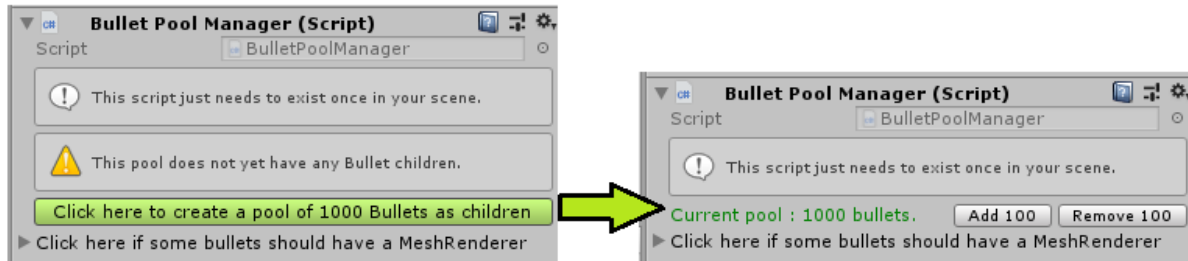 Bullet Pool Manager (Script)
Script BulletPoolManager
This script just needs to exist once in your scene.
This pool does not yet have any Bullet children.
Click here to create a pool of 1000 Bullets as children
Click here if some bullets should have a MeshRenderer
Bullet Pool Manager (Script)
Script BulletPoolManager
This script just needs to exist once in your scene.
Current pool : 1000 bullets. Add 100 Remove 100
Click here if some bullets should have a MeshRenderer